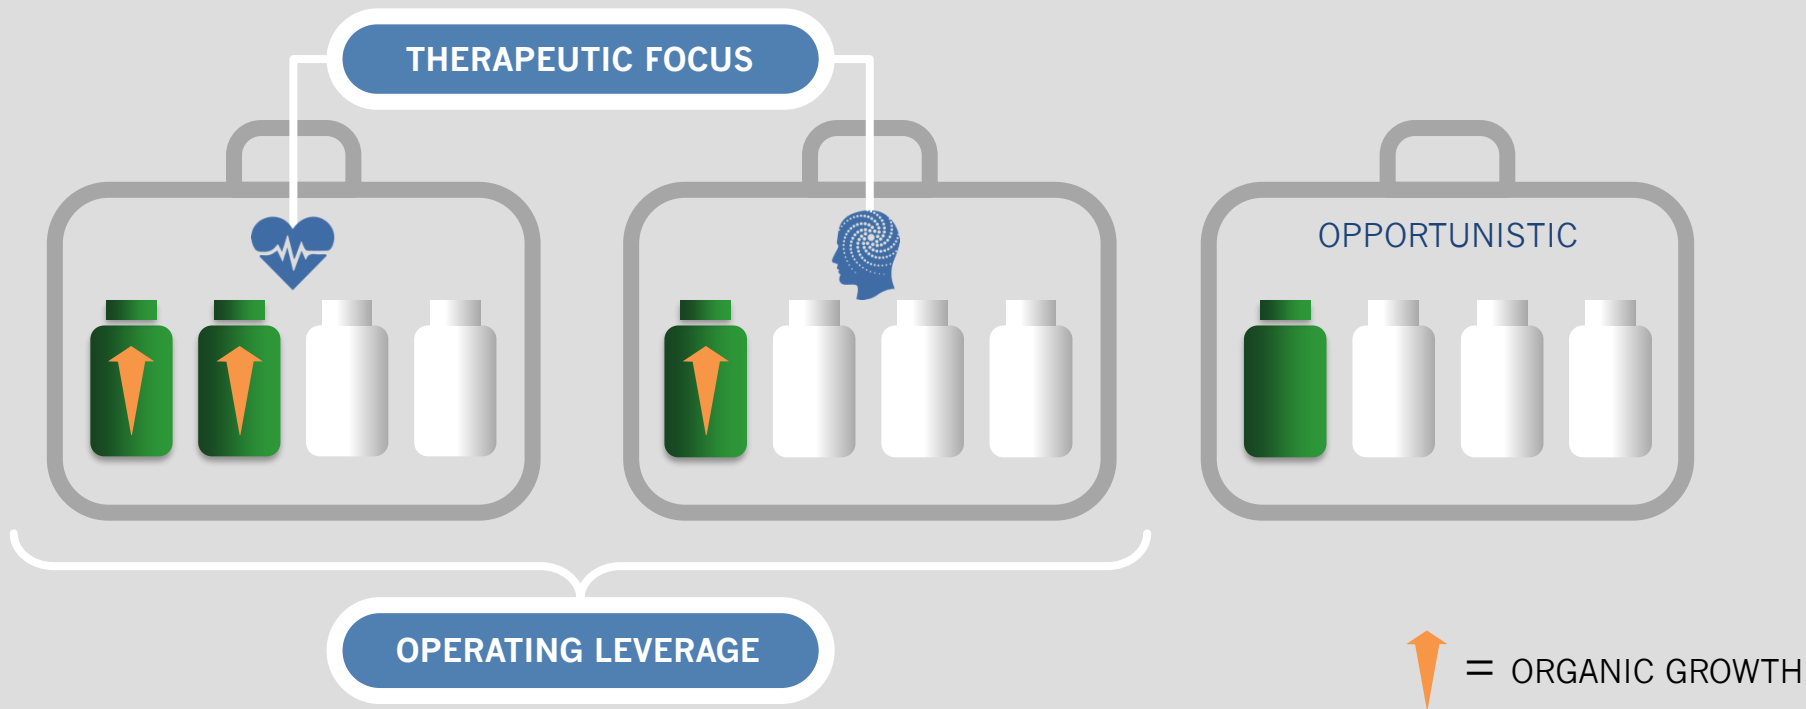 THERAPEUTIC FOCUS
OPPORTUNISTIC
OPERATING LEVERAGE
= ORGANIC GROWTH